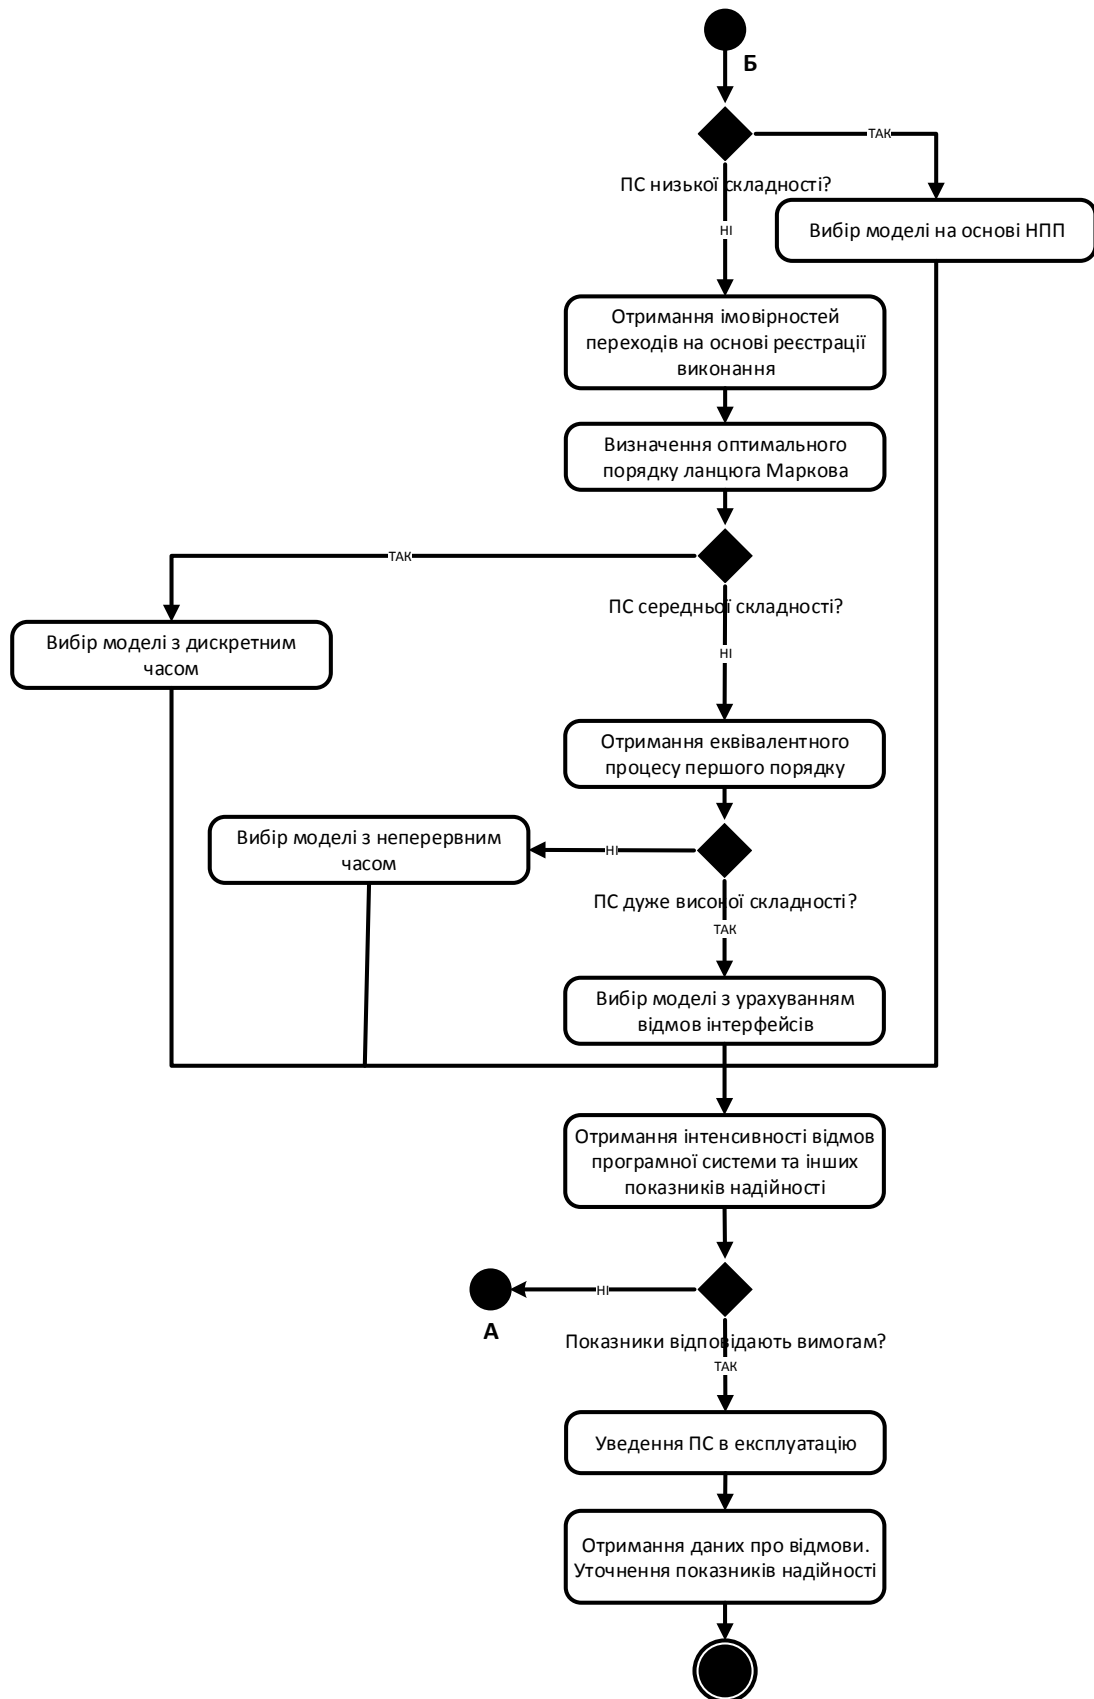 Б
ТАК
ПС низької складності?
Вибір моделі на основі НПП
НІ
Отримання імовірностей
переходів на основі реєстрації
виконання
Визначення оптимального
порядку ланцюга Маркова
ТАК
ПС середньої складності?
Вибір моделі з дискретним
часом
НІ
Отримання еквівалентного
процесу першого порядку
Вибір моделі з неперервним
часом
НІ
ПС дуже високої складності?
ТАК
Вибір моделі з урахуванням
відмов інтерфейсів
Отримання інтенсивності відмов
програмної системи та інших
показників надійності
НІ
А
Показники відповідають вимогам?
ТАК
Уведення ПС в експлуатацію
Отримання даних про відмови.
Уточнення показників надійності